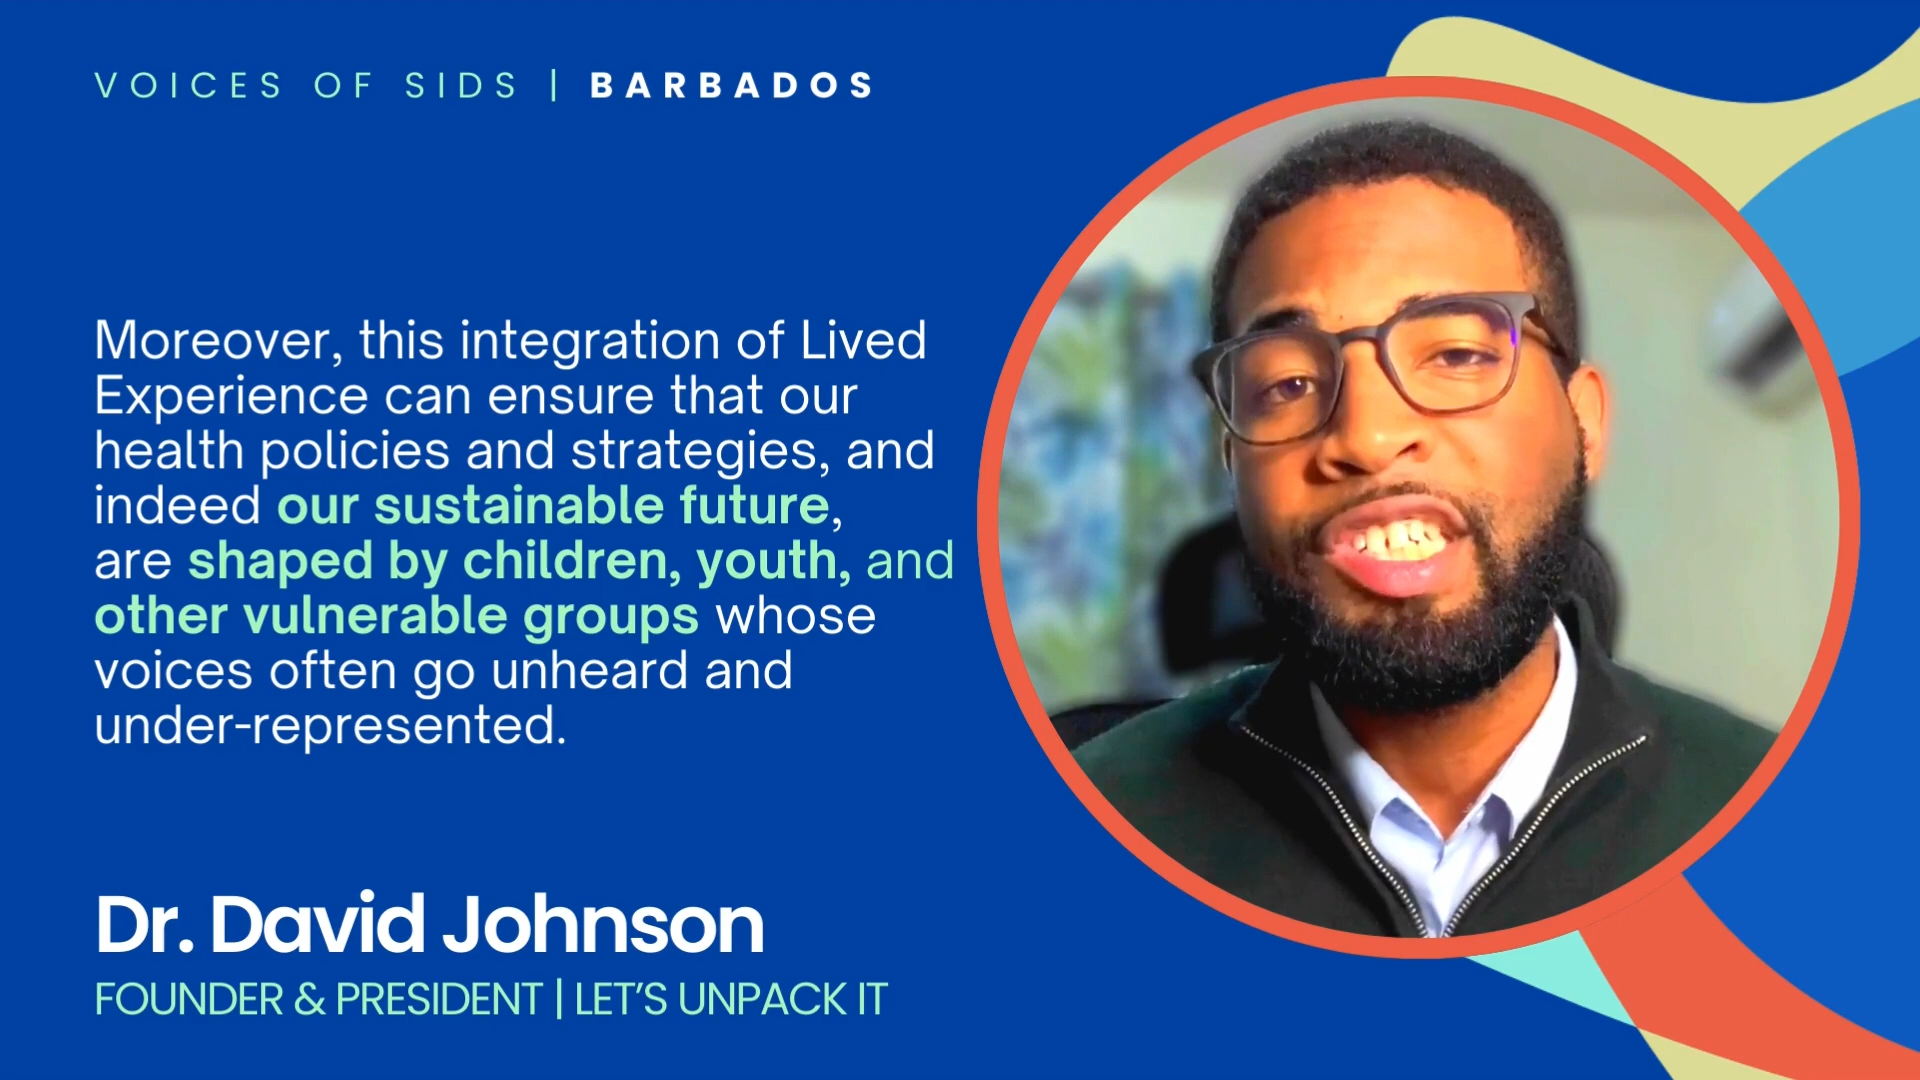 VOICES OF SIDS | BARBADOS
Moreover, this integration of Lived
Experience can ensure that our
health policies and strategies, and
indeed our sustainable future,
are shaped by children, youth, and
other vulnerable groups whose
voices often go unheard and
under-represented.
Dr. David Johnson
FOUNDER & PRESIDENT | LET'S UNPACK IT